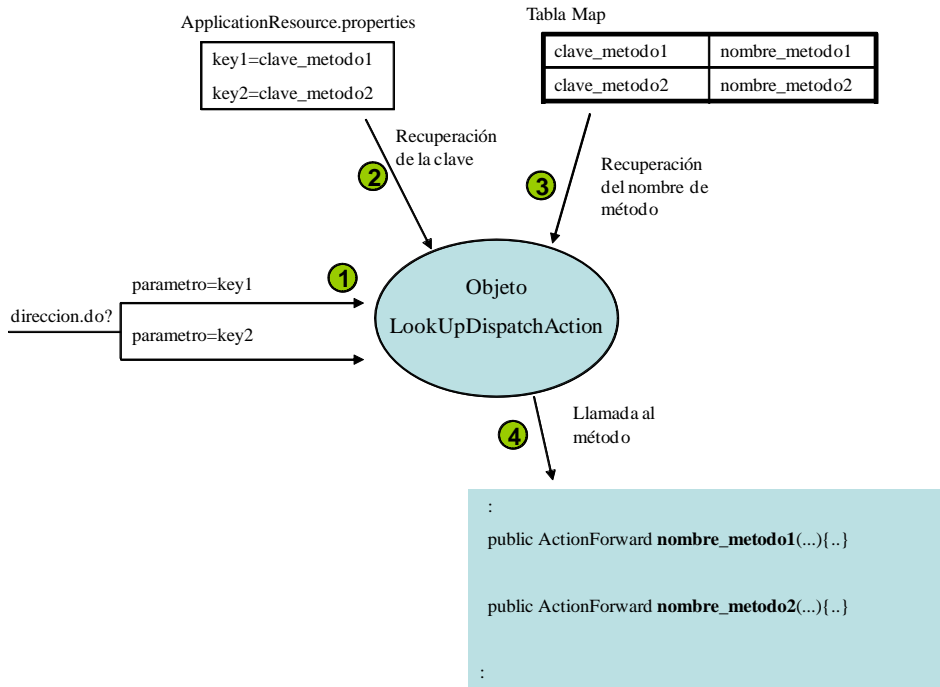 ApplicationResource.properties
key1=clave_metodo1
key2=clave_metodo2
Tabla Map
clave_metodo1 nombre_metodo1
clave_metodo2 nombre_metodo2
Recuperación
de la clave
2
3
Recuperación
del nombre de
método
1
parametro=key1
direccion.do?
parametro=key2
Objeto
LookUpDispatchAction
4
Llamada al
método
:
public ActionForward nombre_metodo1(...){..}
public ActionForward nombre_metodo2(...){..}
: